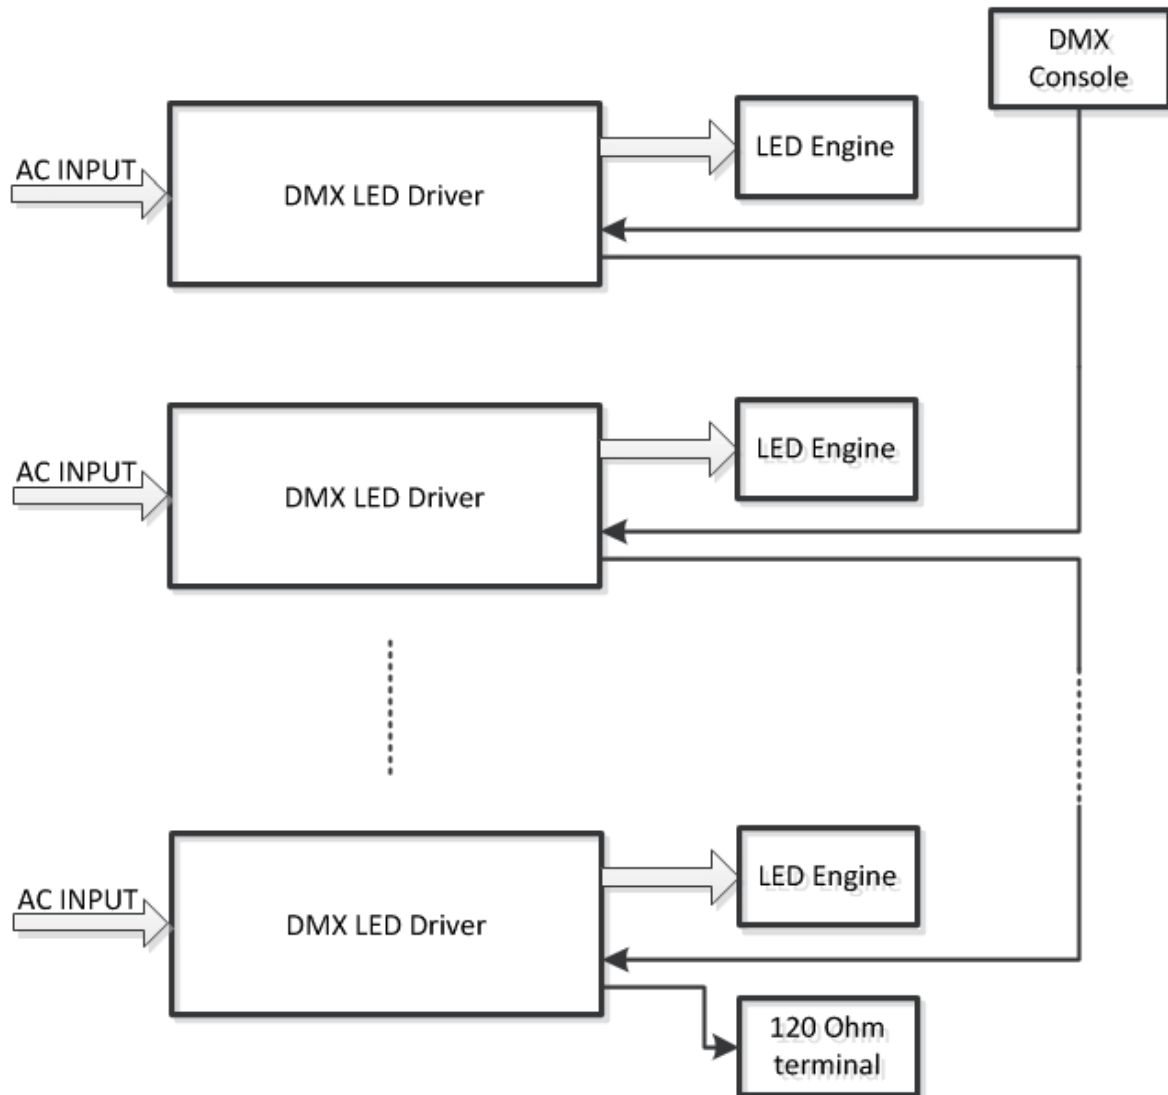 DMX
Console
AC INPUT
DMX LED Driver
LED Engine
AC INPUT
DMX LED Driver
LED Engine
AC INPUT
DMX LED Driver
LED Engine
120 Ohm
terminal